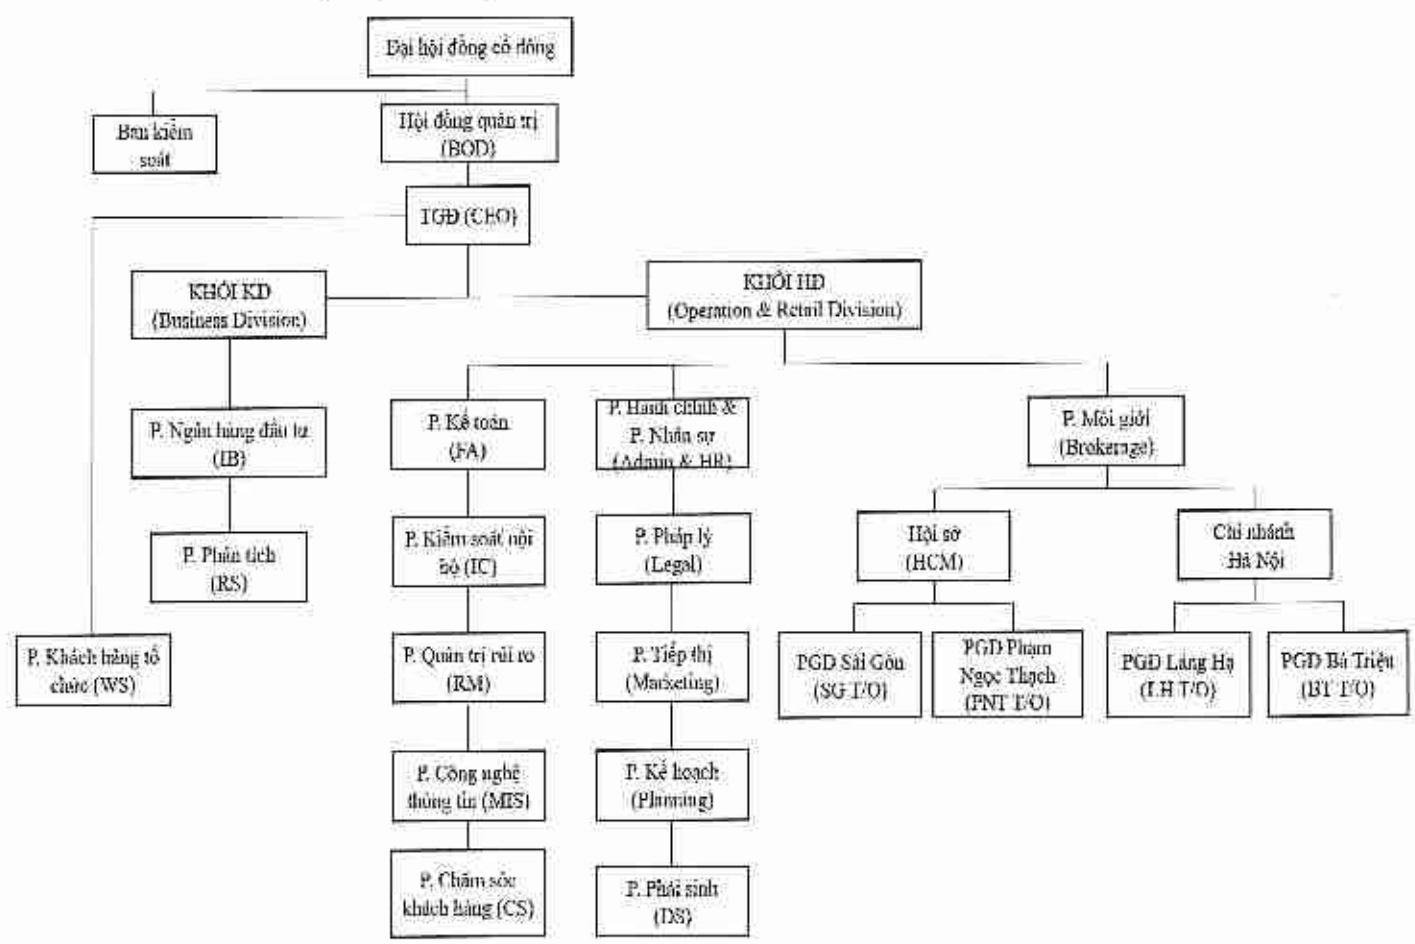 Đại hội đồng cổ đông
Ban kiểm
soát
Hội đồng quản trị
(BOD)
TGĐ (CEO)
KHỐI KD
(Business Division)
KHỐI HĐ
(Operation & Retail Division)
P. Ngân hàng đầu tư
(IB)
P. Phân tích
(RS)
P. Khách hàng tổ
chức (WS)
P. Kế toán
(FA)
P. Kiểm soát nội
bộ (IC)
P. Quản trị rủi ro
(RM)
P. Công nghệ
thông tin (MIS)
P. Chăm sóc
khách hàng (CS)
P. Hành chính &
P. Nhân sự
(Admin & HR)
P. Pháp lý
(Legal)
P. Tiếp thị
(Marketing)
P. Kế hoạch
(Planning)
P. Phái sinh
(DS)
P. Môi giới
(Brokerage)
Hội sở
(HCM)
Chi nhánh
Hà Nội
PGD Sài Gòn
(SG T/O)
PGD Phạm
Ngọc Thạch
(PNT T/O)
PGD Láng Hạ
(LH T/O)
PGD Bà Triệu
(BT T/O)